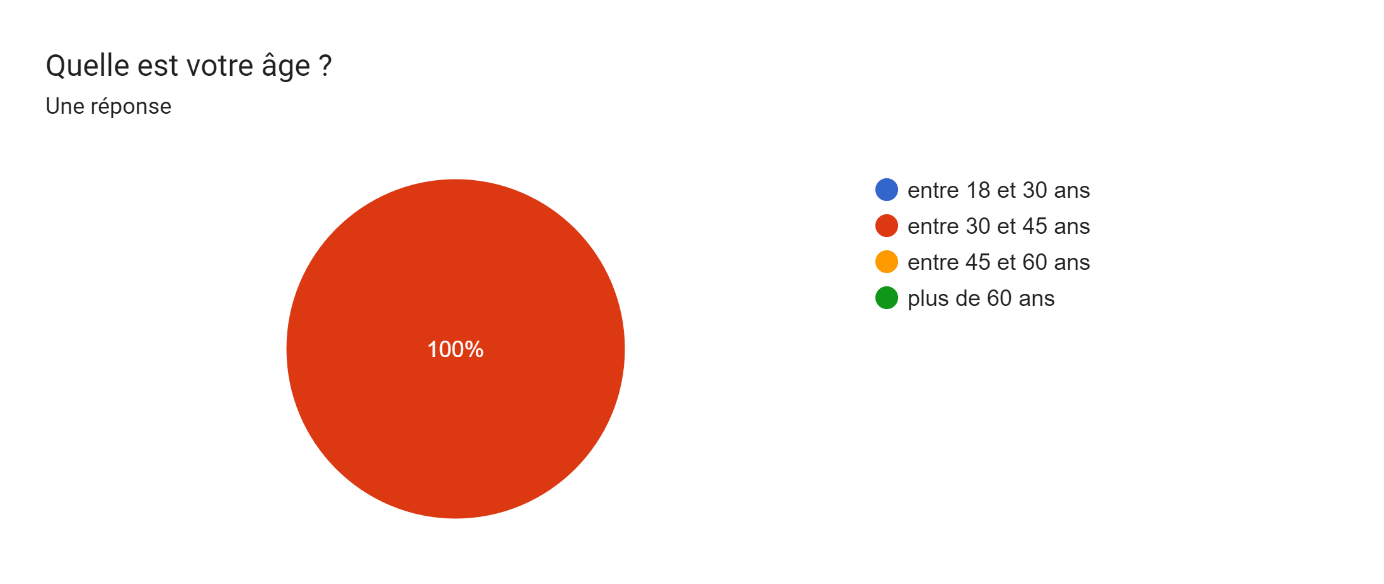 Quelle est votre âge ?
Une réponse
100%
entre 18 et 30 ans
entre 30 et 45 ans
entre 45 et 60 ans
plus de 60 ans